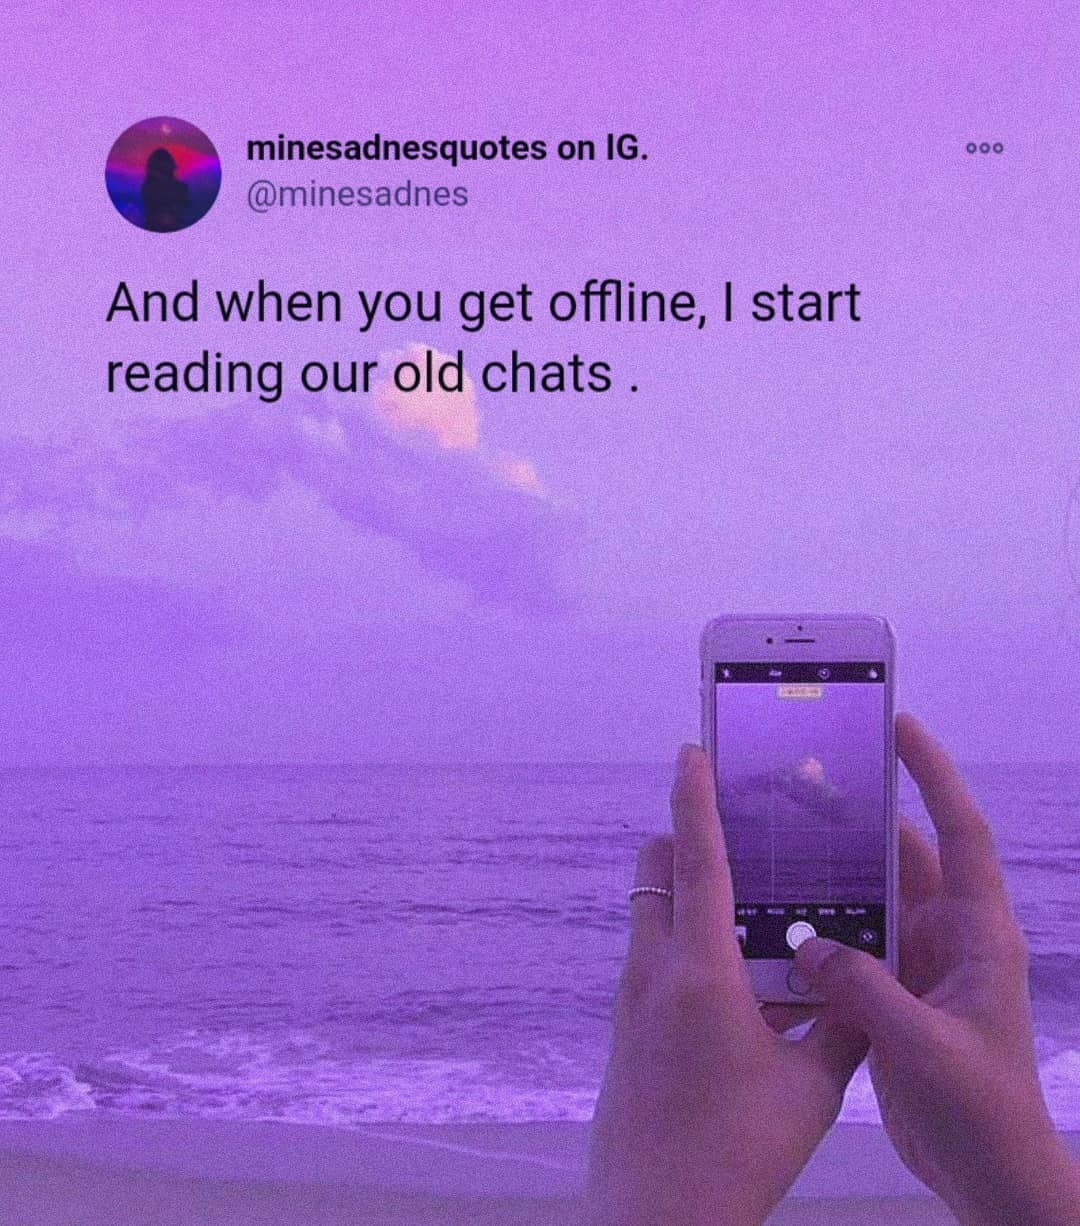 minesadnesquotes on IG.
@minesadnes
And when you get offline, I start
reading our old chats .